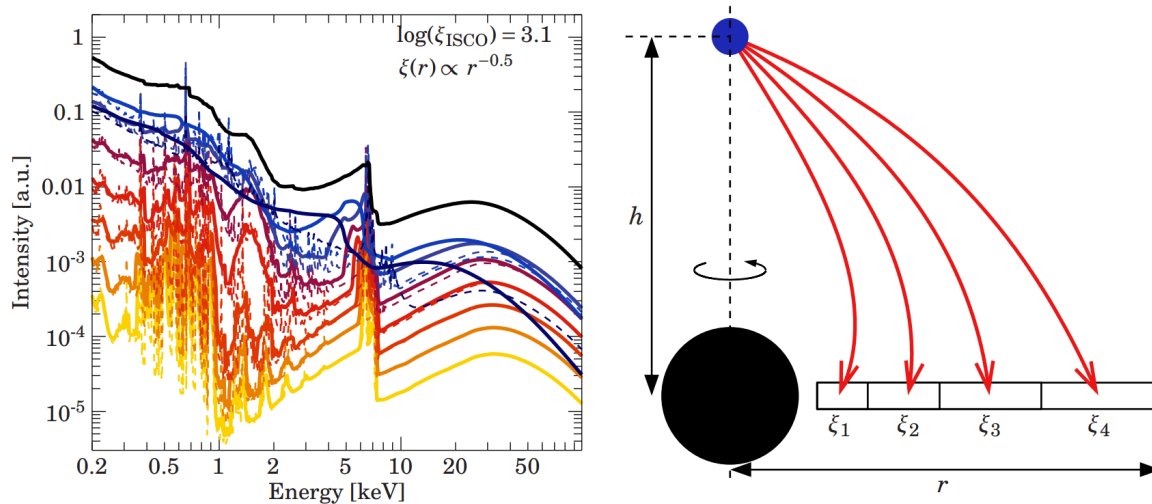 log(ξ_ISCO) = 3.1
ξ(r) ∝ r^−0.5
1
0.1
0.01
10^−3
10^−4
10^−5
Intensity [a.u.]
0.2 0.5 1 2 5 10 20 50
Energy [keV]
h
ξ_1 ξ_2 ξ_3 ξ_4
r